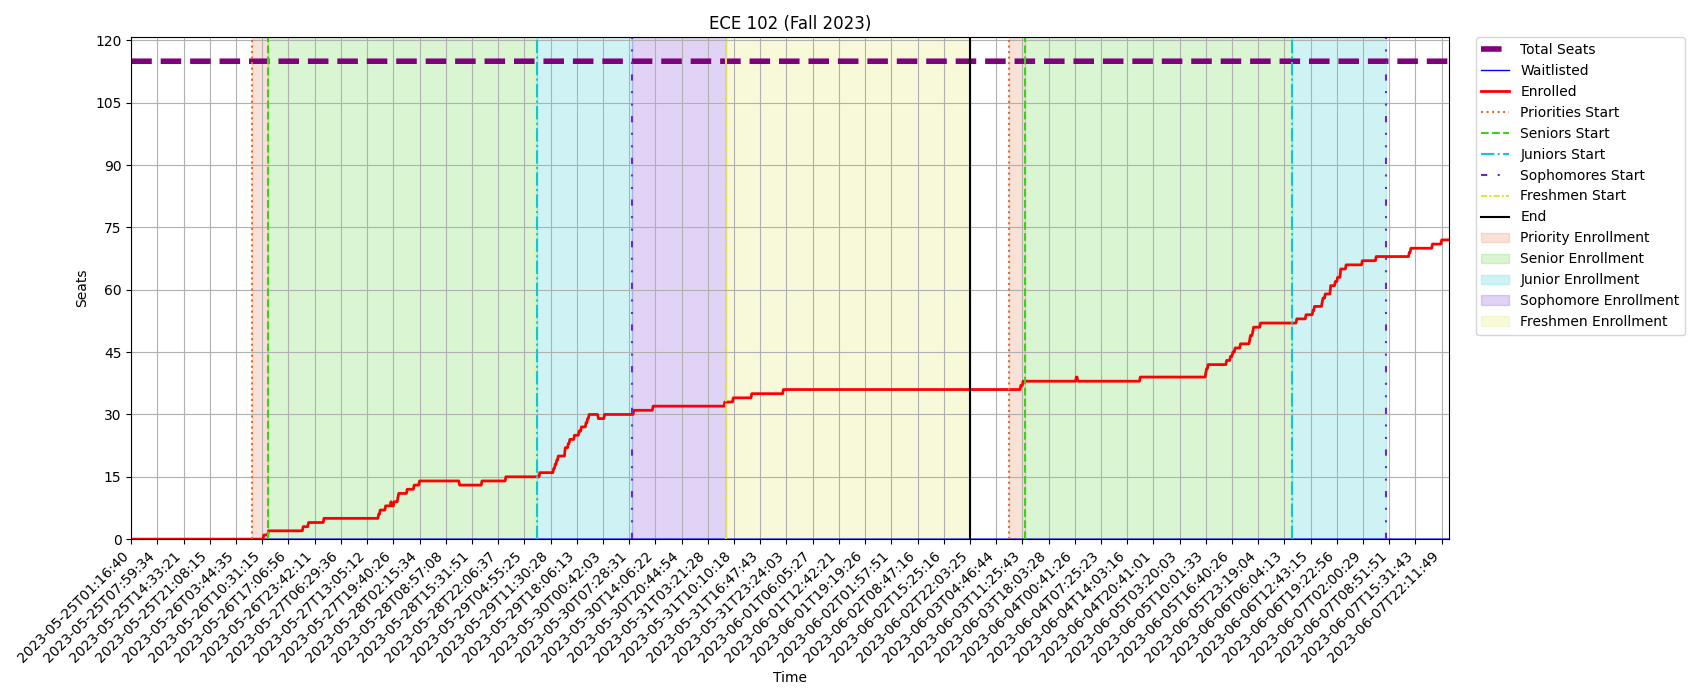 ECE 102 (Fall 2023)
120
105
90
75
60
45
30
15
0
Seats
2023-05-25T01:16:40
2023-05-25T07:59:34
2023-05-25T14:33:21
2023-05-25T21:08:15
2023-05-26T03:44:35
2023-05-26T10:31:15
2023-05-26T17:06:56
2023-05-26T23:42:11
2023-05-27T06:29:36
2023-05-27T13:05:12
2023-05-27T19:40:26
2023-05-28T02:15:34
2023-05-28T08:57:08
2023-05-28T15:31:51
2023-05-28T22:06:37
2023-05-29T04:55:25
2023-05-29T11:30:28
2023-05-29T18:06:13
2023-05-30T00:42:03
2023-05-30T07:28:31
2023-05-30T14:06:22
2023-05-30T20:44:54
2023-05-31T03:21:28
2023-05-31T10:10:18
2023-05-31T16:47:43
2023-05-31T23:24:03
2023-06-01T06:05:27
2023-06-01T12:42:21
2023-06-01T19:19:26
2023-06-02T01:57:51
2023-06-02T08:47:16
2023-06-02T15:25:16
2023-06-02T22:03:25
2023-06-03T04:46:44
2023-06-03T11:25:43
2023-06-03T18:03:28
2023-06-04T00:41:26
2023-06-04T07:25:23
2023-06-04T14:03:16
2023-06-04T20:41:01
2023-06-05T03:20:03
2023-06-05T10:01:33
2023-06-05T16:40:26
2023-06-05T23:19:04
2023-06-06T06:04:13
2023-06-06T12:43:15
2023-06-06T19:22:56
2023-06-07T02:00:29
2023-06-07T08:51:51
2023-06-07T15:31:43
2023-06-07T22:11:49
Time
Total Seats
Waitlisted
Enrolled
Priorities Start
Seniors Start
Juniors Start
Sophomores Start
Freshmen Start
End
Priority Enrollment
Senior Enrollment
Junior Enrollment
Sophomore Enrollment
Freshmen Enrollment